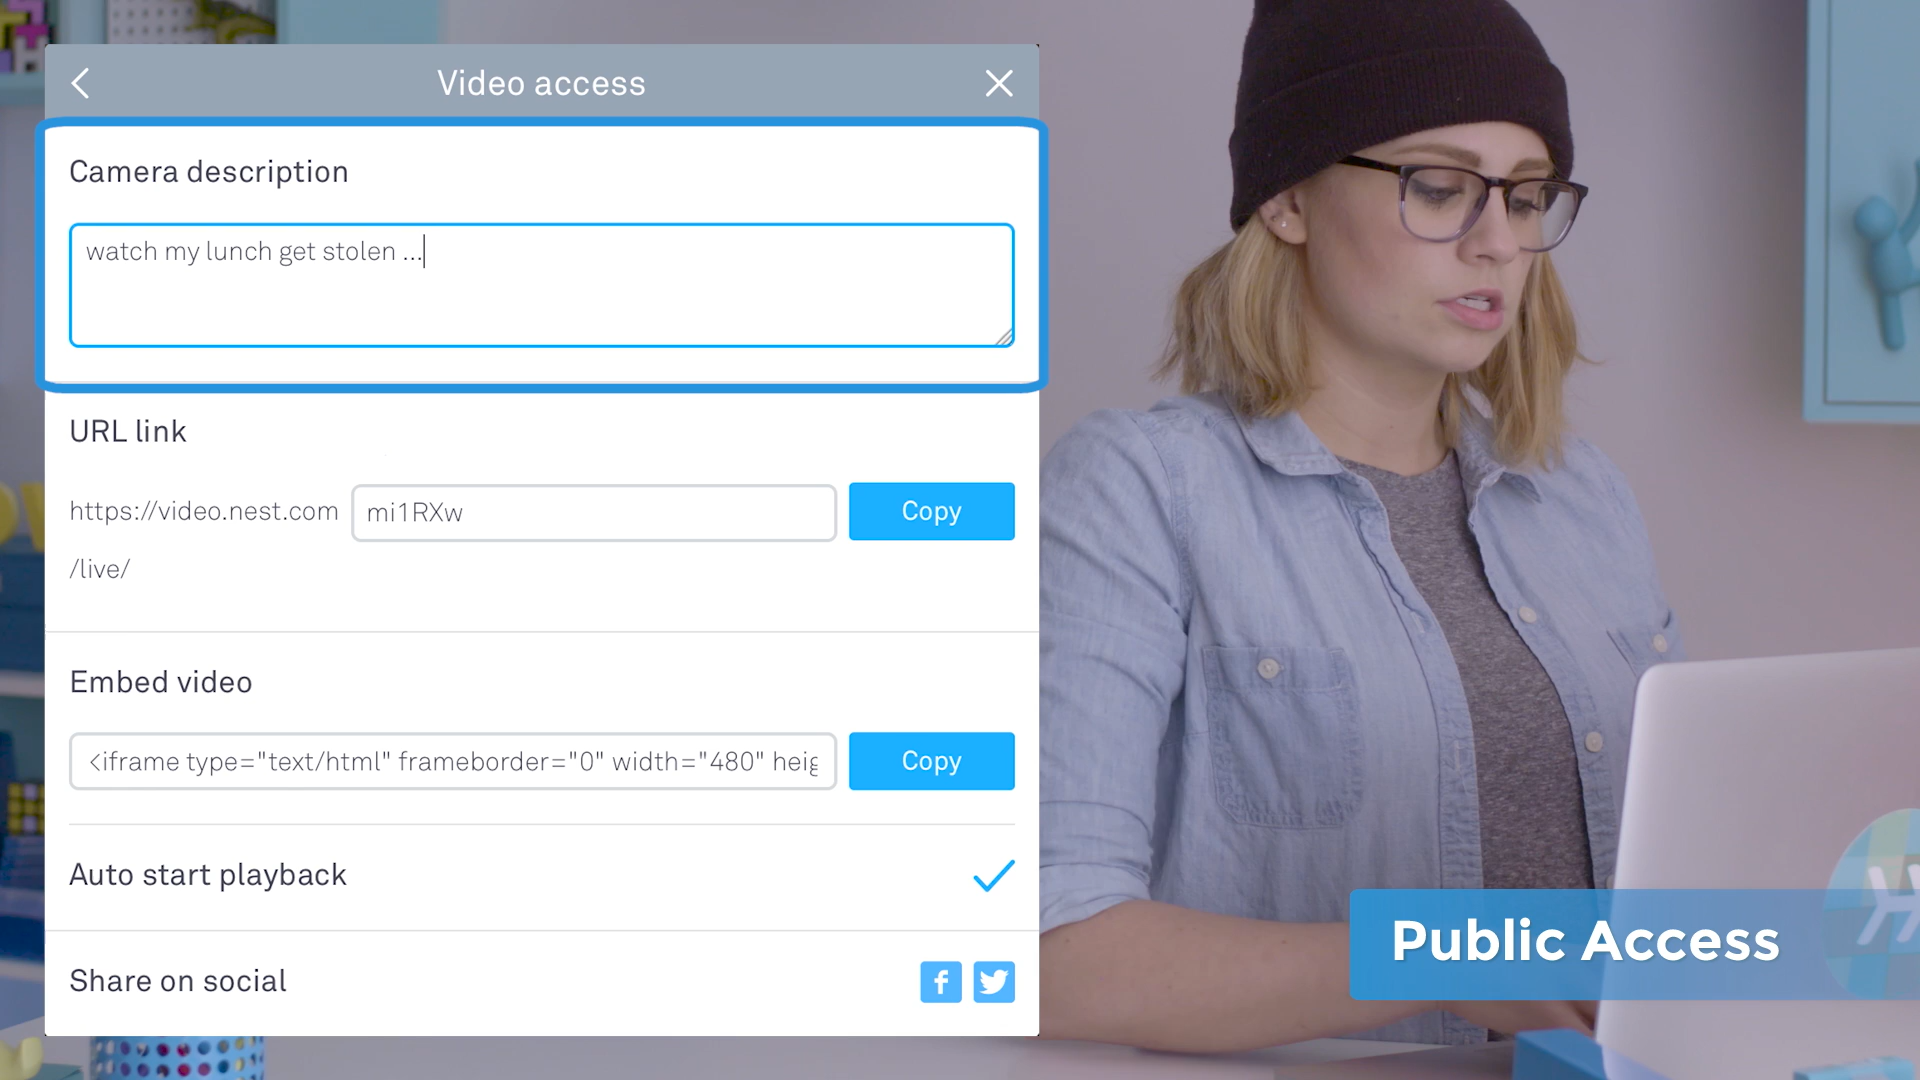 Video access
Camera description
watch my lunch get stolen ...
URL link
https://video.nest.com
mi1RXw
Copy
/live/
Embed video
<iframe type="text/html" frameborder="0" width="480" heig
Copy
Auto start playback
Share on social
Public Access